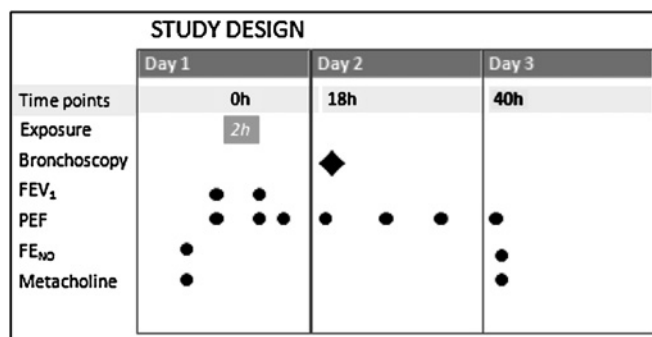 STUDY DESIGN
Day 1 Day 2 Day 3
Time points 0h 18h 40h
Exposure 2h
Bronchoscopy
FEV₁
PEF
FE_NO
Metacholine